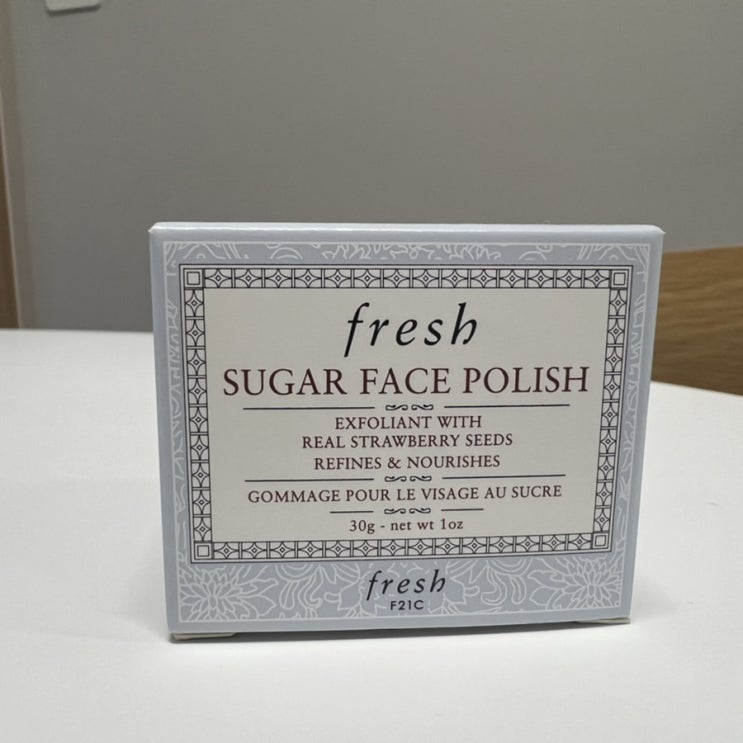 fresh
SUGAR FACE POLISH
EXFOLIANT WITH
REAL STRAWBERRY SEEDS
REFINES & NOURISHES
GOMMAGE POUR LE VISAGE AU SUCRE
30g - net wt 1oz
fresh
F21C